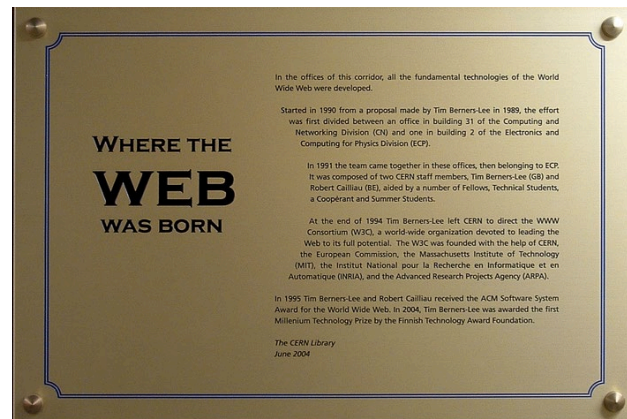 WHERE THE
WEB
WAS BORN
In the offices of this corridor, all the fundamental technologies of the World
Wide Web were developed.
Started in 1990 from a proposal made by Tim Berners-Lee in 1989, the effort
was first divided between an office in building 31 of the Computing and
Networking Division (CN) and one in building 2 of the Electronics and
Computing for Physics Division (ECP).
In 1991 the team came together in these offices, then belonging to ECP.
It was composed of two CERN staff members, Tim Berners-Lee (GB) and
Robert Cailliau (BE), aided by a number of Fellows, Technical Students,
a Coopérant and Summer Students.
At the end of 1994 Tim Berners-Lee left CERN to direct the WWW
Consortium (W3C), a world-wide organization devoted to leading the
Web to its full potential. The W3C was founded with the help of CERN,
the European Commission, the Massachusetts Institute of Technology
(MIT), the Institut National pour la Recherche en Informatique et en
Automatique (INRIA), and the Advanced Research Projects Agency (ARPA).
In 1995 Tim Berners-Lee and Robert Cailliau received the ACM Software System
Award for the World Wide Web. In 2004, Tim Berners-Lee was awarded the first
Millenium Technology Prize by the Finnish Technology Award Foundation.
The CERN Library
June 2004